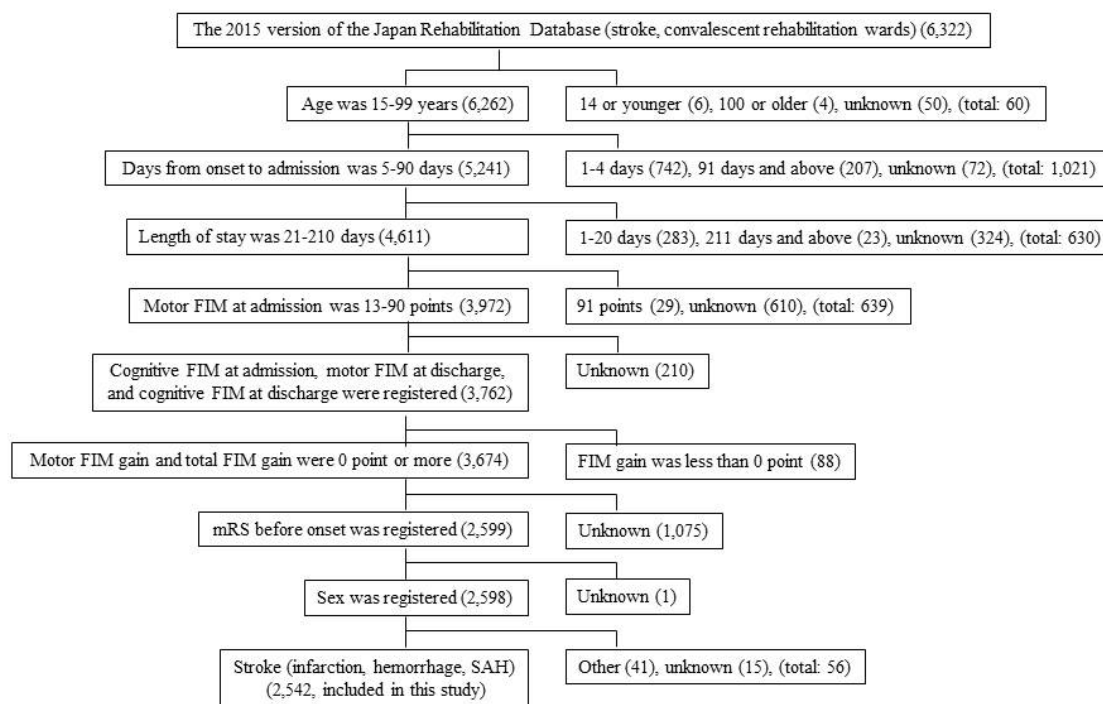 The 2015 version of the Japan Rehabilitation Database (stroke, convalescent rehabilitation wards) (6,322)
Age was 15-99 years (6,262)
14 or younger (6), 100 or older (4), unknown (50), (total: 60)
Days from onset to admission was 5-90 days (5,241)
1-4 days (742), 91 days and above (207), unknown (72), (total: 1,021)
Length of stay was 21-210 days (4,611)
1-20 days (283), 211 days and above (23), unknown (324), (total: 630)
Motor FIM at admission was 13-90 points (3,972)
91 points (29), unknown (610), (total: 639)
Cognitive FIM at admission, motor FIM at discharge,
and cognitive FIM at discharge were registered (3,762)
Unknown (210)
Motor FIM gain and total FIM gain were 0 point or more (3,674)
FIM gain was less than 0 point (88)
mRS before onset was registered (2,599)
Unknown (1,075)
Sex was registered (2,598)
Unknown (1)
Stroke (infarction, hemorrhage, SAH)
(2,542, included in this study)
Other (41), unknown (15), (total: 56)